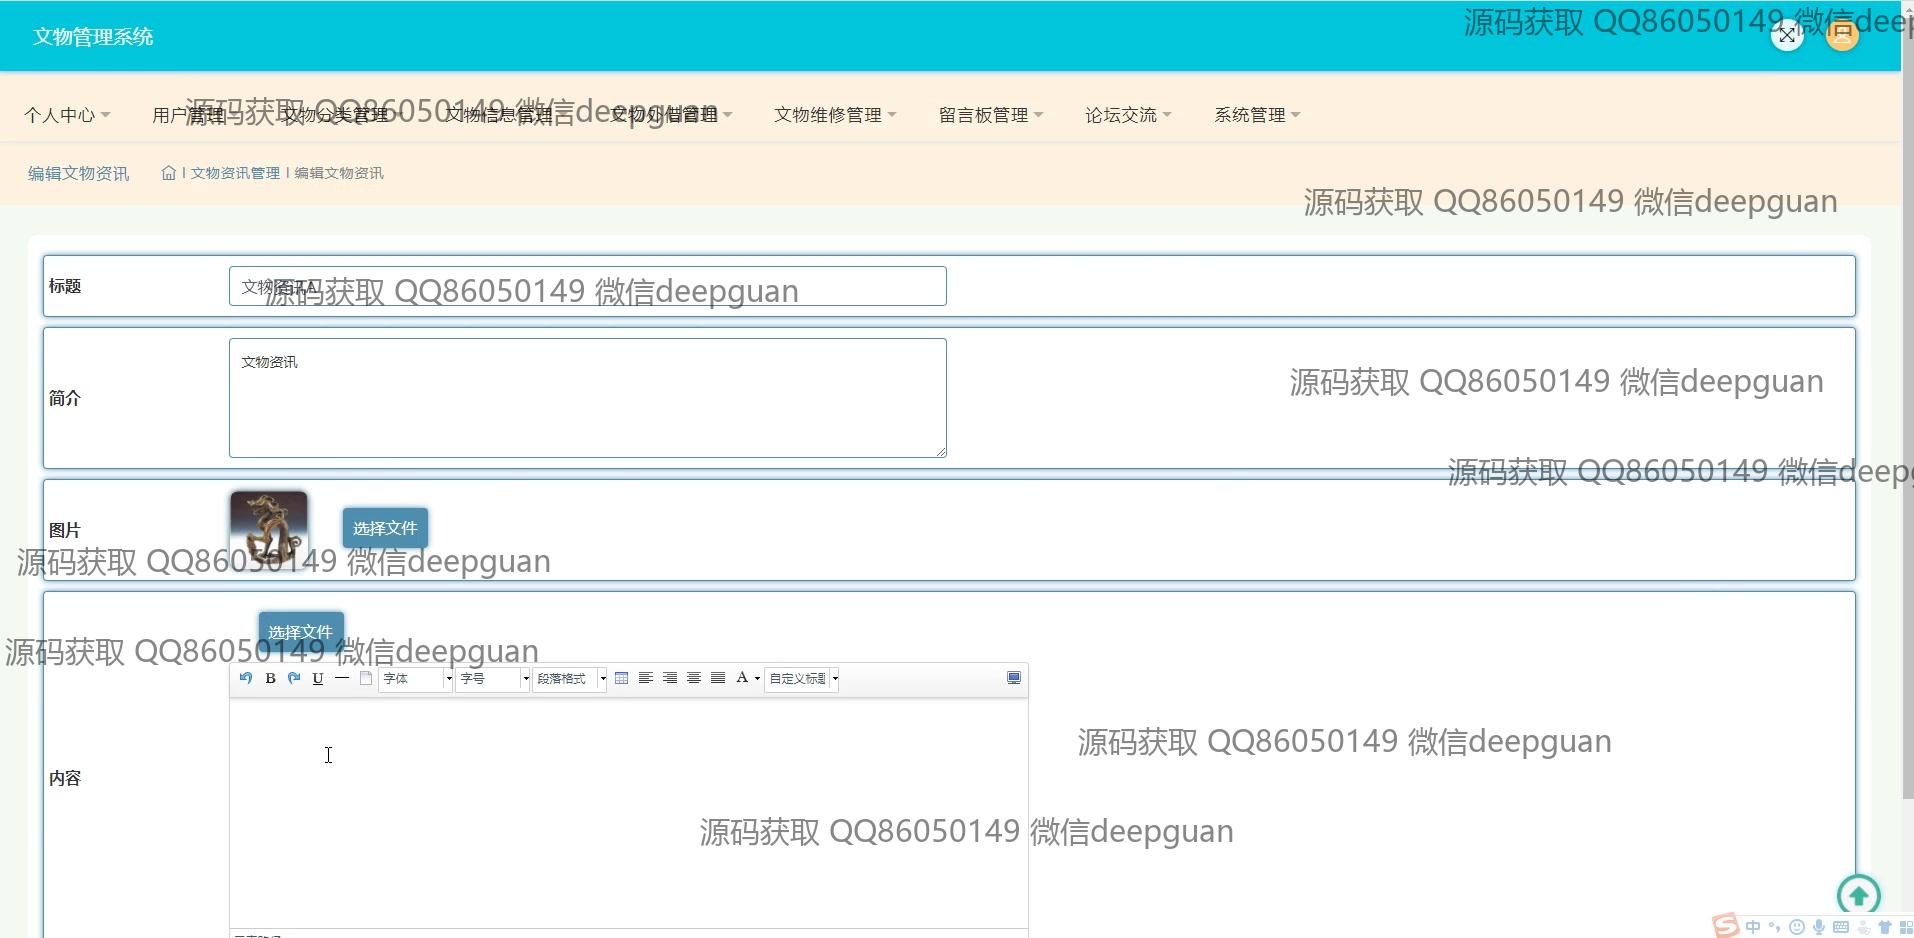 源码获取 QQ86050149 微信deep
文物管理系统
个人中心 用户管理 文物分类管理 文物信息管理 文物外借管理 文物维修管理 留言板管理 论坛交流 系统管理
源码获取 QQ86050149 微信deepguan
编辑文物资讯 文物资讯管理 编辑文物资讯
源码获取 QQ86050149 微信deepguan
标题 文物资讯A
源码获取 QQ86050149 微信deepguan
文物资讯
简介
源码获取 QQ86050149 微信deepguan
源码获取 QQ86050149 微信deepg
图片 选择文件
源码获取 QQ86050149 微信deepguan
选择文件
源码获取 QQ86050149 微信deepguan
B U 字体 字号 段落格式 A 自定义标题
源码获取 QQ86050149 微信deepguan
内容
源码获取 QQ86050149 微信deepguan
中